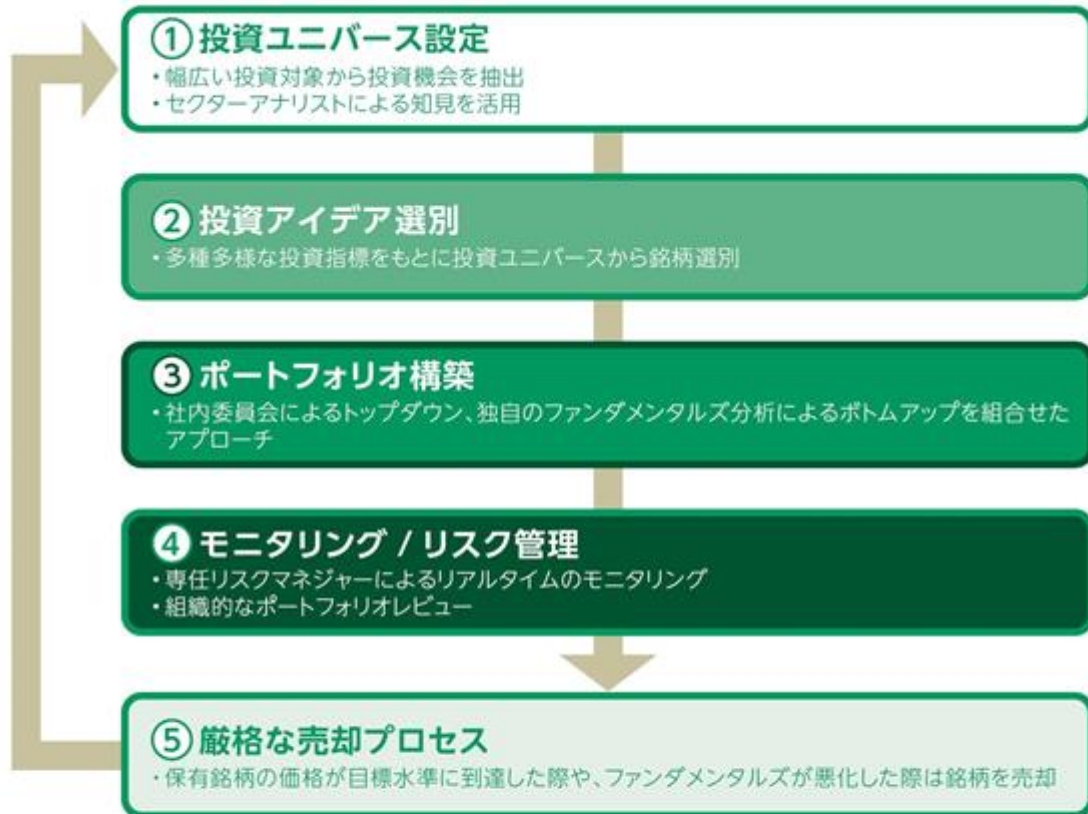 ① 投資ユニバース設定
・幅広い投資対象から投資機会を抽出
・セクターアナリストによる知見を活用
② 投資アイデア選別
・多種多様な投資指標をもとに投資ユニバースから銘柄選別
③ ポートフォリオ構築
・社内委員会によるトップダウン、独自のファンダメンタルズ分析によるボトムアップを組合せた
アプローチ
④ モニタリング / リスク管理
・専任リスクマネジャーによるリアルタイムのモニタリング
・組織的なポートフォリオレビュー
⑤ 厳格な売却プロセス
・保有銘柄の価格が目標水準に到達した際や、ファンダメンタルズが悪化した際は銘柄を売却